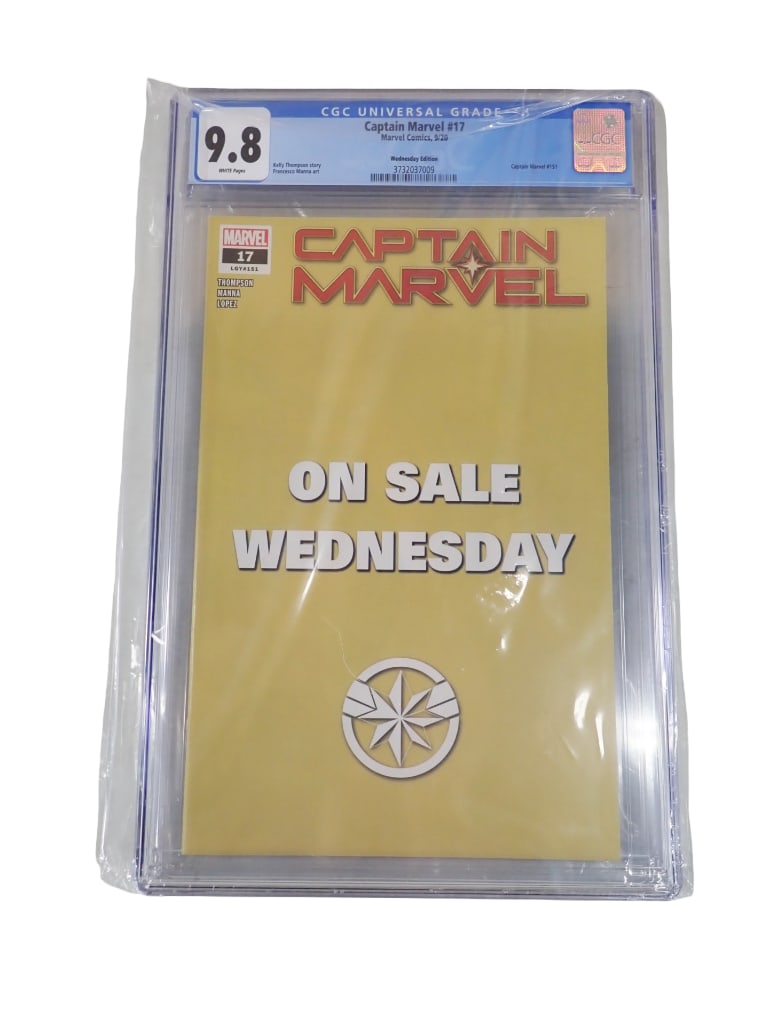 CGC UNIVERSAL GRADE
9.8
WHITE Pages
Captain Marvel #17
Marvel Comics, 9/20
Wednesday Edition
Kelly Thompson story
Francesco Manna art
3732037009
Captain Marvel #151
CGC
MARVEL
17
LGY#151
THOMPSON
MANNA
LOPEZ
CAPTAIN
MARVEL
ON SALE
WEDNESDAY